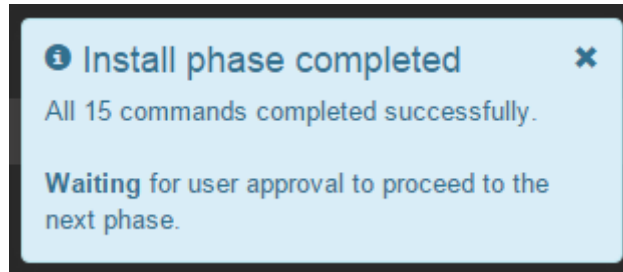 Install phase completed
All 15 commands completed successfully.
Waiting for user approval to proceed to the
next phase.